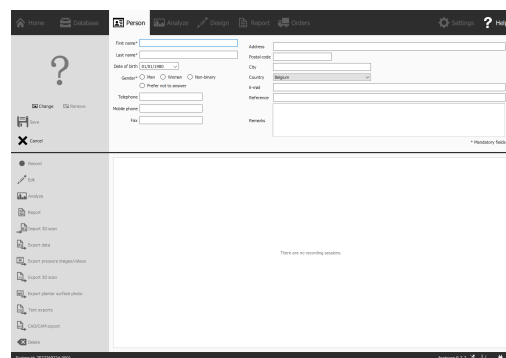 Home Database Person Analyze Design Report Orders Settings ? Help
?
First name*
Last name*
Date of birth 01/01/1980
Gender* Man Woman Non-binary
Prefer not to answer
Telephone
Mobile phone
Fax
Address
Postal code
City
Country Belgium
E-mail
Reference
Remarks
* Mandatory fields
Change Remove
Save
Cancel
Record
Edit
Analyze
Report
Import 3D scan
Export data
Export pressure images/videos
Export 3D scan
Export plantar surface photo
Text exports
CAD/CAM export
Delete
There are no recording sessions.